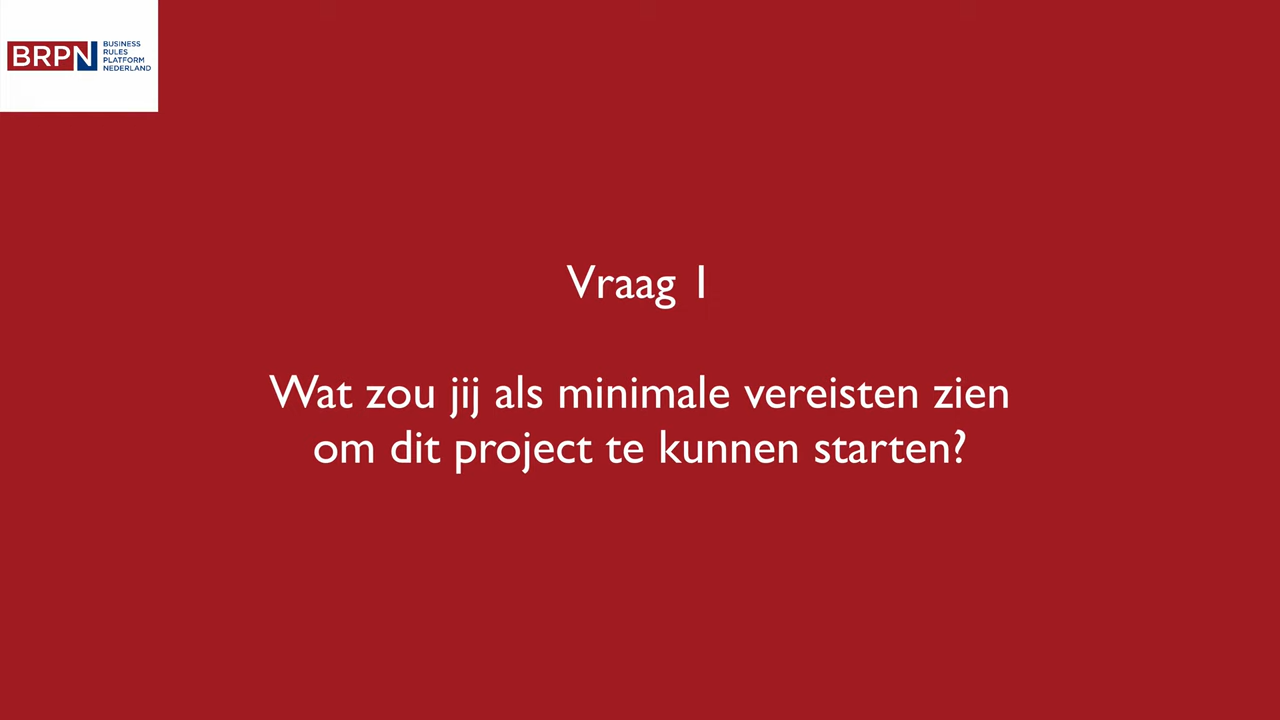 BRPN
BUSINESS
RULES
PLATFORM
NEDERLAND
Vraag 1
Wat zou jij als minimale vereisten zien
om dit project te kunnen starten?